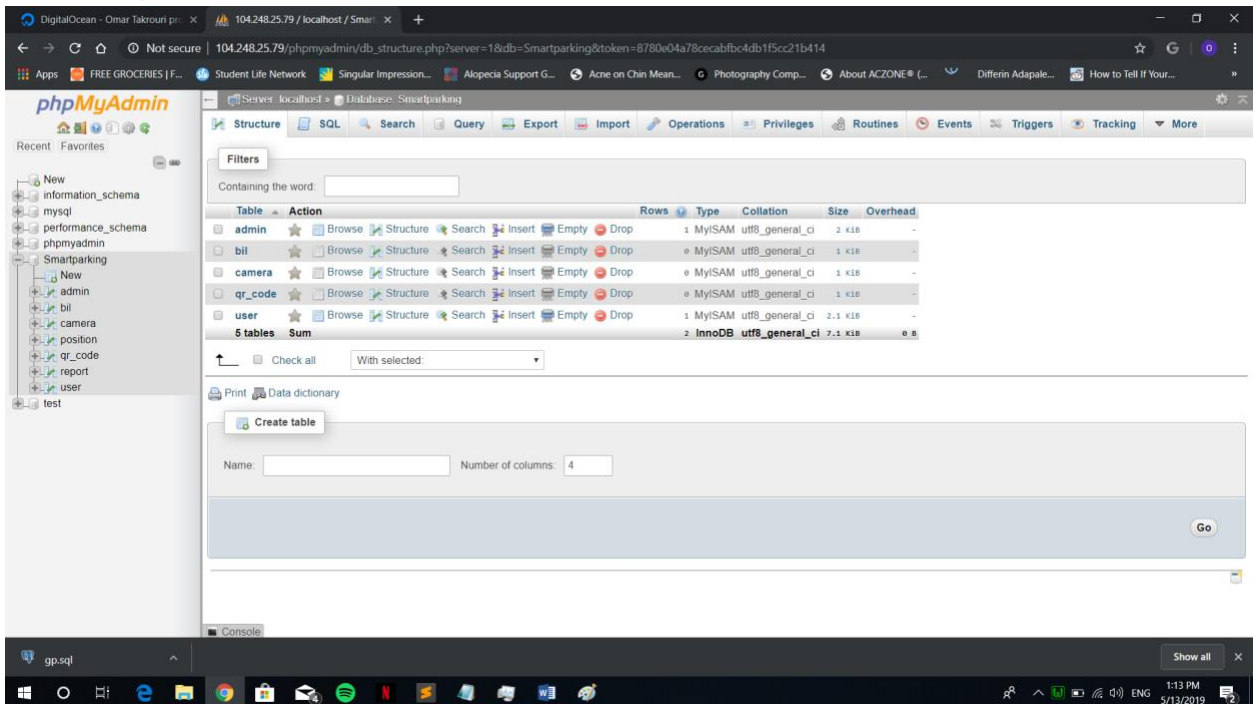 DigitalOcean - Omar Takrouri pro
104.248.25.79 / localhost / Smart
Not secure | 104.248.25.79/phpmyadmin/db_structure.php?server=1&db=Smartparking&token=8780e04a78cecabfbc4db1f5cc21b414
G
o
Apps FREE GROCERIES | F... Student Life Network Singular Impression... Alopecia Support G... Acne on Chin Mean... G Photography Comp... About ACZONE® (... Differin Adapale... How to Tell If Your... »
phpMyAdmin
Recent Favorites
New
information_schema
mysql
performance_schema
phpmyadmin
Smartparking
New
admin
bil
camera
position
qr_code
report
user
test
Server: localhost » Database: Smartparking
Structure SQL Search Query Export Import Operations Privileges Routines Events Triggers Tracking More
Filters
Containing the word:
Table Action Rows Type Collation Size Overhead
admin Browse Structure Search Insert Empty Drop 1 MyISAM utf8_general_ci 2 KiB -
bil Browse Structure Search Insert Empty Drop 0 MyISAM utf8_general_ci 1 KiB -
camera Browse Structure Search Insert Empty Drop 0 MyISAM utf8_general_ci 1 KiB -
qr_code Browse Structure Search Insert Empty Drop 0 MyISAM utf8_general_ci 1 KiB -
user Browse Structure Search Insert Empty Drop 1 MyISAM utf8_general_ci 2.1 KiB -
5 tables Sum 2 InnoDB utf8_general_ci 7.1 KiB 0 B
Check all With selected:
Print Data dictionary
Create table
Name: Number of columns: 4
Go
Console
gp.sql
Show all
ENG 1:13 PM
5/13/2019